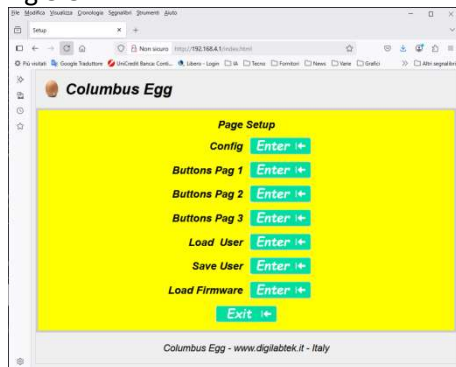 File Modifica Visualizza Cronologia Segnalibri Strumenti Aiuto
Setup
Non sicuro http://192.168.4.1/index.html
Più visitati Google Traduttore UniCredit Banca: Conti... Libero - Login IA Tecno Fornitori News Varie Grafici Altri segnalibri
Columbus Egg
Page Setup
Config Enter
Buttons Pag 1 Enter
Buttons Pag 2 Enter
Buttons Pag 3 Enter
Load User Enter
Save User Enter
Load Firmware Enter
Exit
Columbus Egg - www.digilabtek.it - Italy